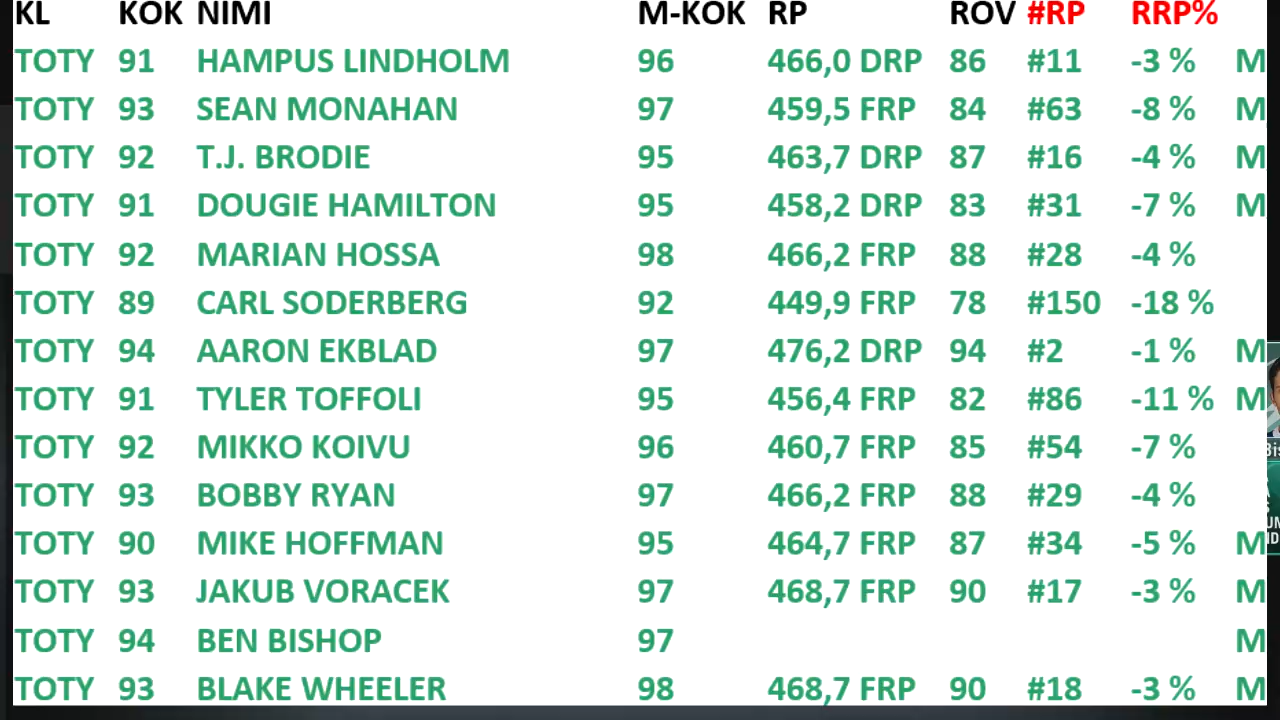 KL KOK NIMI M-KOK RP ROV #RP RRP%
TOTY 91 HAMPUS LINDHOLM 96 466,0 DRP 86 #11 -3 % M
TOTY 93 SEAN MONAHAN 97 459,5 FRP 84 #63 -8 % M
TOTY 92 T.J. BRODIE 95 463,7 DRP 87 #16 -4 % M
TOTY 91 DOUGIE HAMILTON 95 458,2 DRP 83 #31 -7 % M
TOTY 92 MARIAN HOSSA 98 466,2 FRP 88 #28 -4 %
TOTY 89 CARL SODERBERG 92 449,9 FRP 78 #150 -18 %
TOTY 94 AARON EKBLAD 97 476,2 DRP 94 #2 -1 % M
TOTY 91 TYLER TOFFOLI 95 456,4 FRP 82 #86 -11 % M
TOTY 92 MIKKO KOIVU 96 460,7 FRP 85 #54 -7 %
TOTY 93 BOBBY RYAN 97 466,2 FRP 88 #29 -4 %
TOTY 90 MIKE HOFFMAN 95 464,7 FRP 87 #34 -5 % M
TOTY 93 JAKUB VORACEK 97 468,7 FRP 90 #17 -3 % M
TOTY 94 BEN BISHOP 97 M
TOTY 93 BLAKE WHEELER 98 468,7 FRP 90 #18 -3 % M